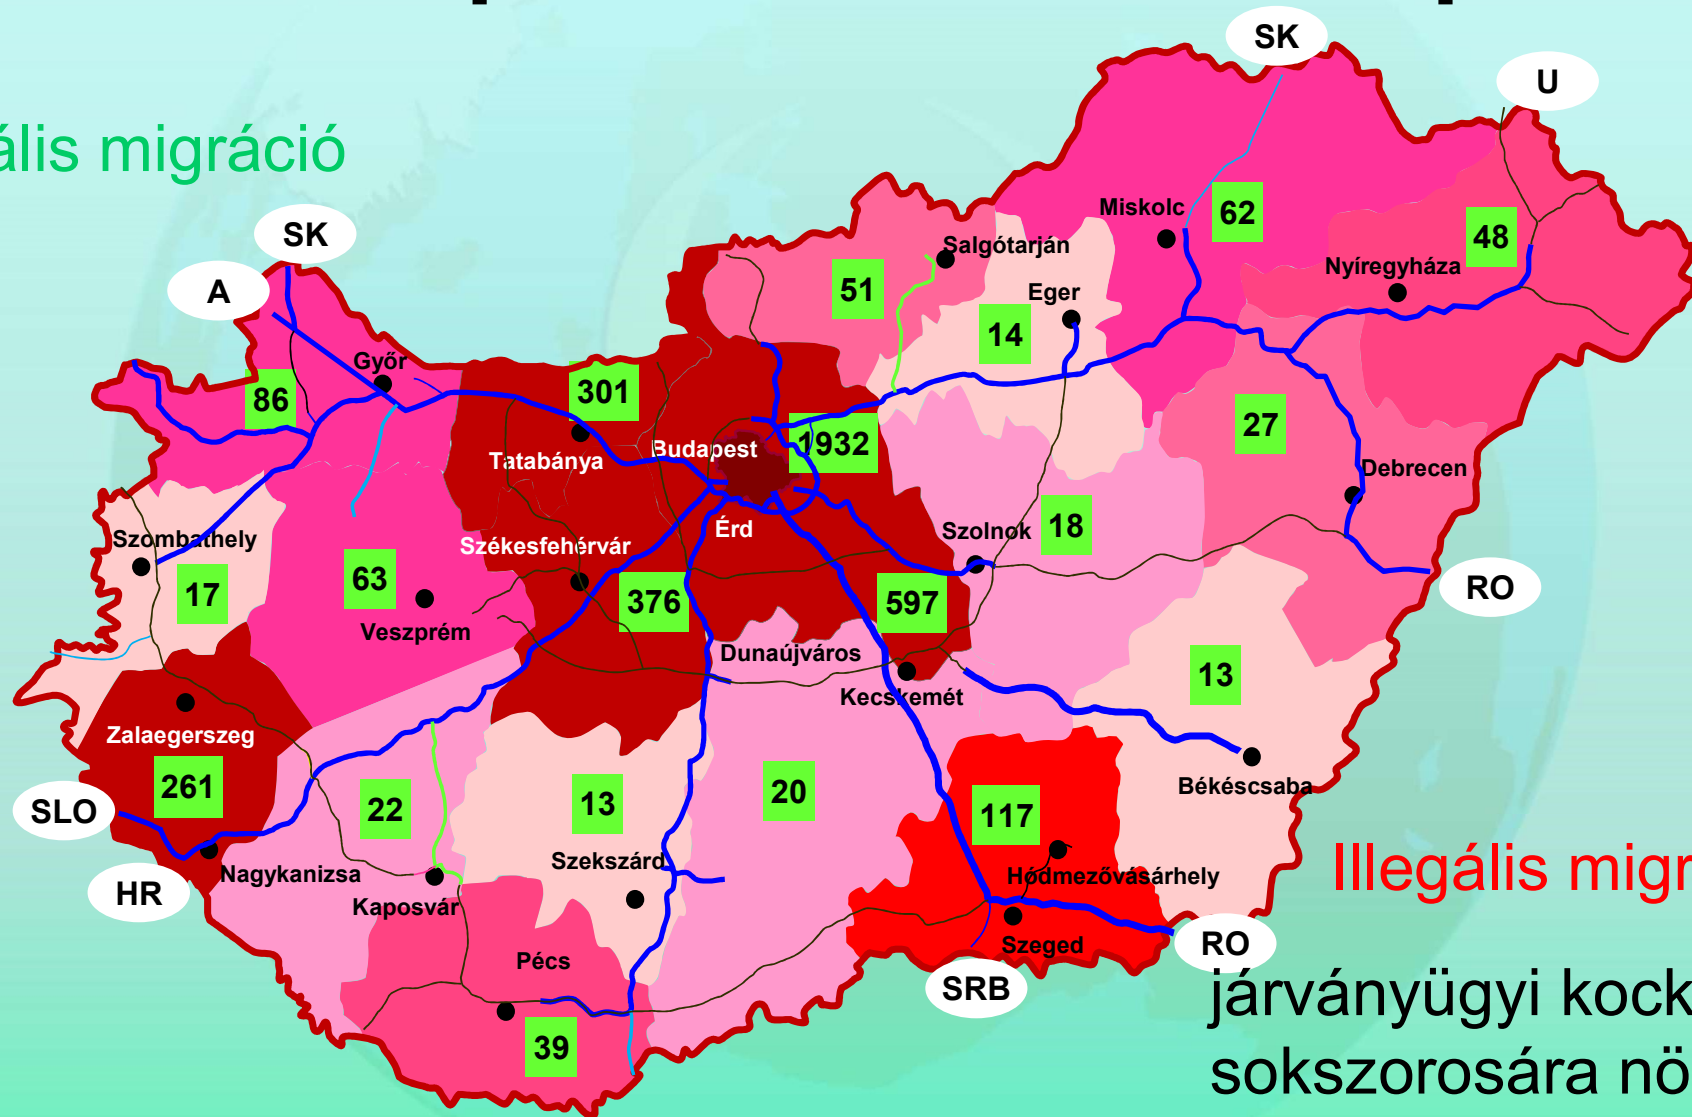 SK
U
ális migráció
SK
A
Miskolc
62
48
Salgótarján
Nyíregyháza
51
Eger
14
Győr
86
301
27
Budapest
1932
Tatabánya
Debrecen
Szombathely
Székesfehérvár
Érd
Szolnok
18
63
17
376
597
RO
Veszprém
Dunaújváros
13
Kecskemét
Zalaegerszeg
261
22
13
20
117
Békéscsaba
SLO
Szekszárd
Nagykanizsa
Hódmezővásárhely
Illegális migr
HR
Kaposvár
Pécs
Szeged
RO
SRB
járványügyi kock
39
sokszorosára nö